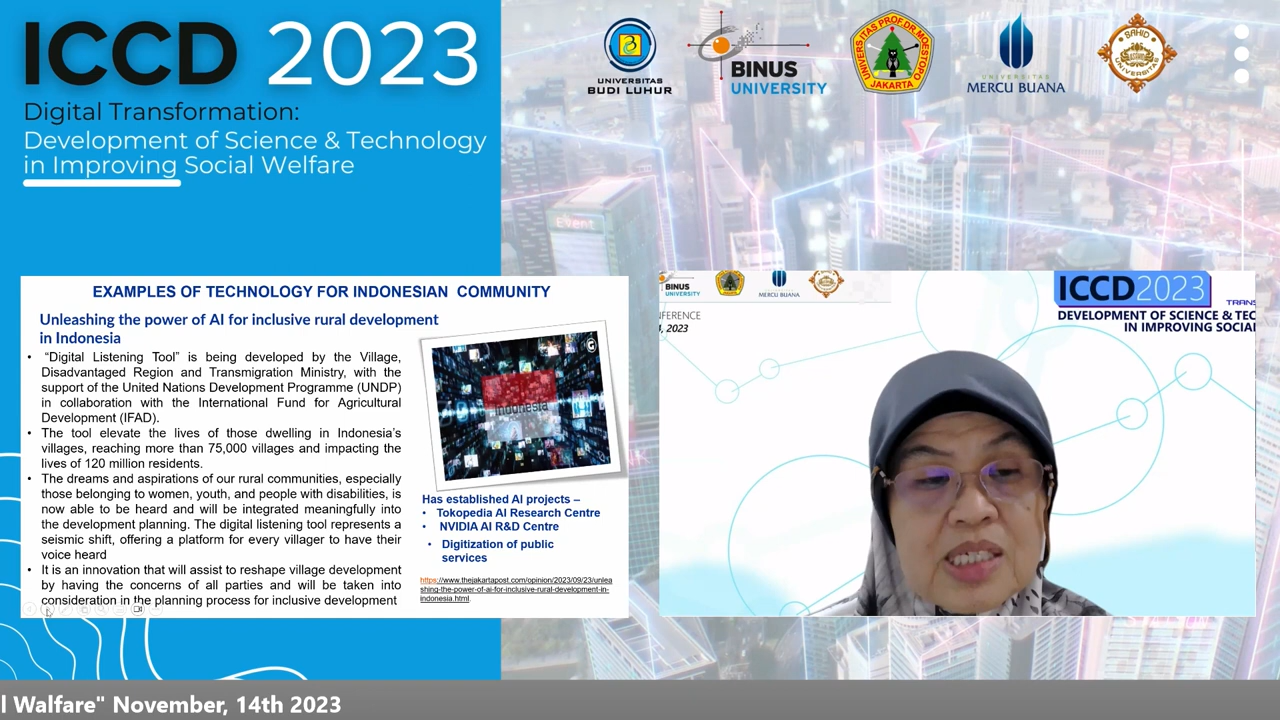 ICCD 2023
Digital Transformation:
Development of Science & Technology
in Improving Social Welfare
UNIVERSITAS
BUDI LUHUR
BINUS
UNIVERSITY
UNIVERSITAS PROF. DR. MOESTOPO
JAKARTA
UNIVERSITAS
MERCU BUANA
SAHID
UNIVERSITAS
Event
EXAMPLES OF TECHNOLOGY FOR INDONESIAN COMMUNITY
Unleashing the power of AI for inclusive rural development
in Indonesia
• “Digital Listening Tool” is being developed by the Village,
Disadvantaged Region and Transmigration Ministry, with the
support of the United Nations Development Programme (UNDP)
in collaboration with the International Fund for Agricultural
Development (IFAD).
• The tool elevate the lives of those dwelling in Indonesia’s
villages, reaching more than 75,000 villages and impacting the
lives of 120 million residents.
• The dreams and aspirations of our rural communities, especially
those belonging to women, youth, and people with disabilities, is
now able to be heard and will be integrated meaningfully into
the development planning. The digital listening tool represents a
seismic shift, offering a platform for every villager to have their
voice heard
• It is an innovation that will assist to reshape village development
by having the concerns of all parties and will be taken into
consideration in the planning process for inclusive development
Indonesia
Has established AI projects –
• Tokopedia AI Research Centre
• NVIDIA AI R&D Centre
• Digitization of public
services
https://www.thejakartapost.com/opinion/2023/09/23/unlea
shing-the-power-of-ai-for-inclusive-rural-development-in-
indonesia.html.
BINUS
UNIVERSITY
MERCU BUANA
NFERENCE
4, 2023
ICCD2023
TRANS
DEVELOPMENT OF SCIENCE & TEC
IN IMPROVING SOCIAL
l Walfare" November, 14th 2023